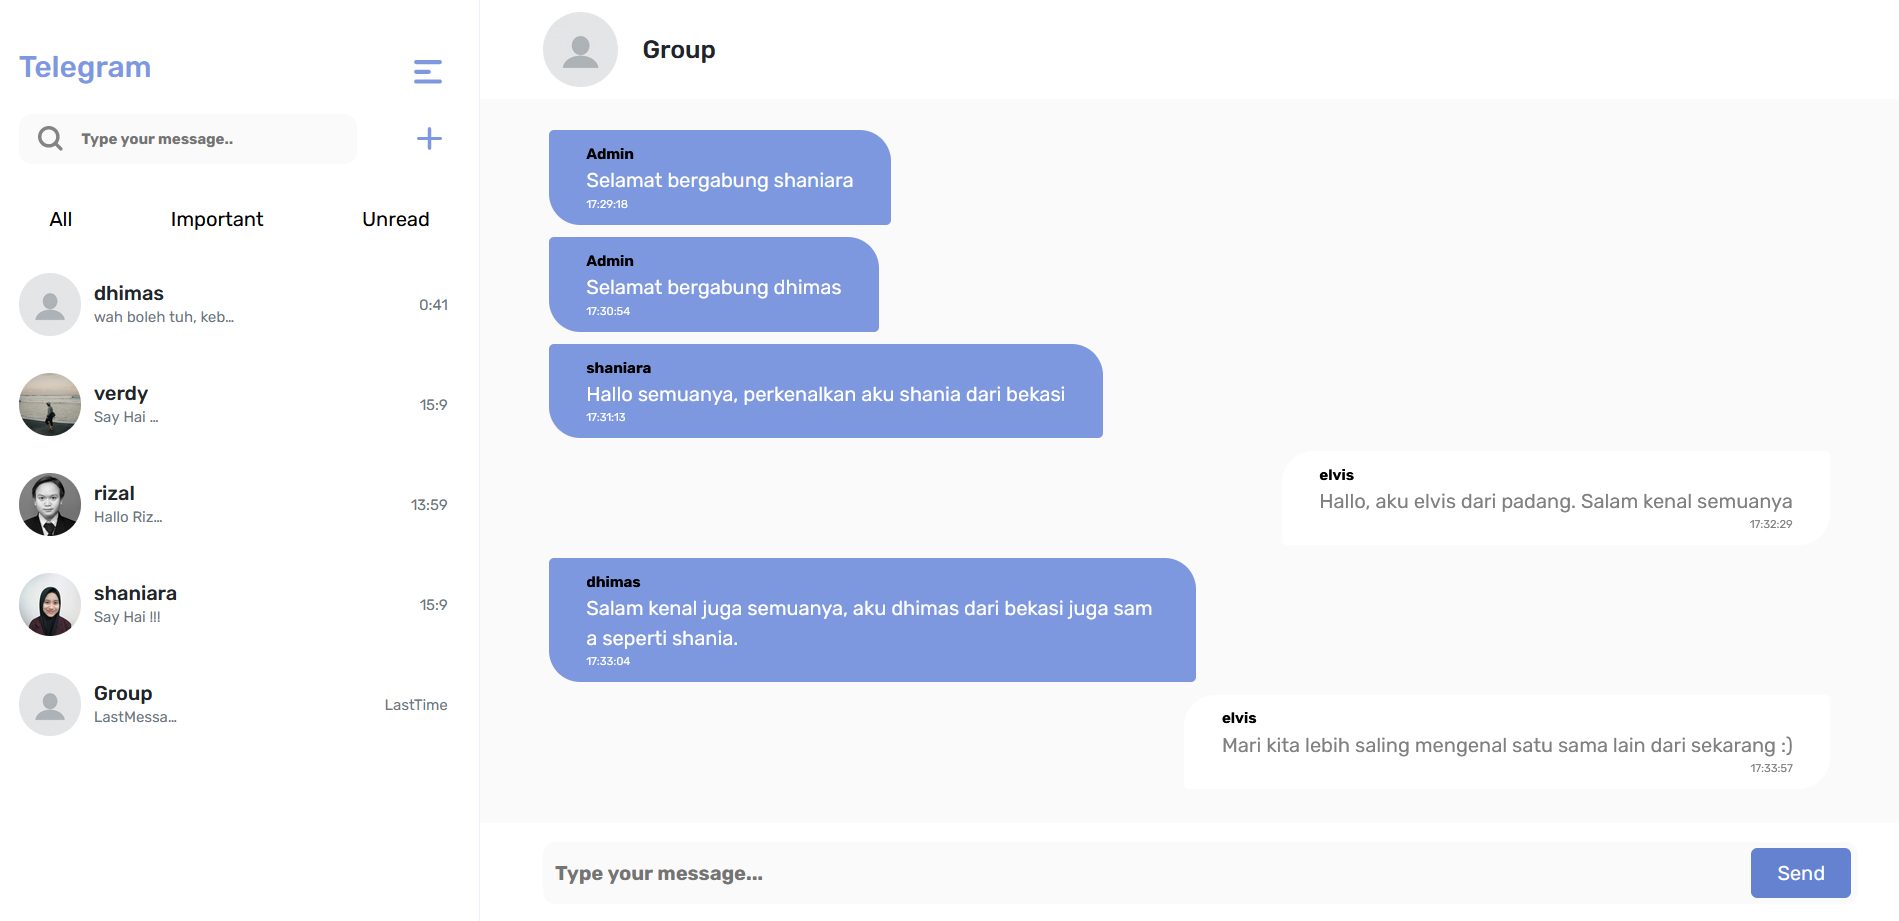 Telegram
Type your message..
All
Important
Unread
dhimas
wah boleh tuh, keb...
0:41
verdy
Say Hai ...
15:9
rizal
Hallo Riz...
13:59
shaniara
Say Hai !!!
15:9
Group
LastMessa...
LastTime
Group
Admin
Selamat bergabung shaniara
17:29:18
Admin
Selamat bergabung dhimas
17:30:54
shaniara
Hallo semuanya, perkenalkan aku shania dari bekasi
17:31:13
elvis
Hallo, aku elvis dari padang. Salam kenal semuanya
17:32:29
dhimas
Salam kenal juga semuanya, aku dhimas dari bekasi juga sam
a seperti shania.
17:33:04
elvis
Mari kita lebih saling mengenal satu sama lain dari sekarang :)
17:33:57
Type your message...
Send